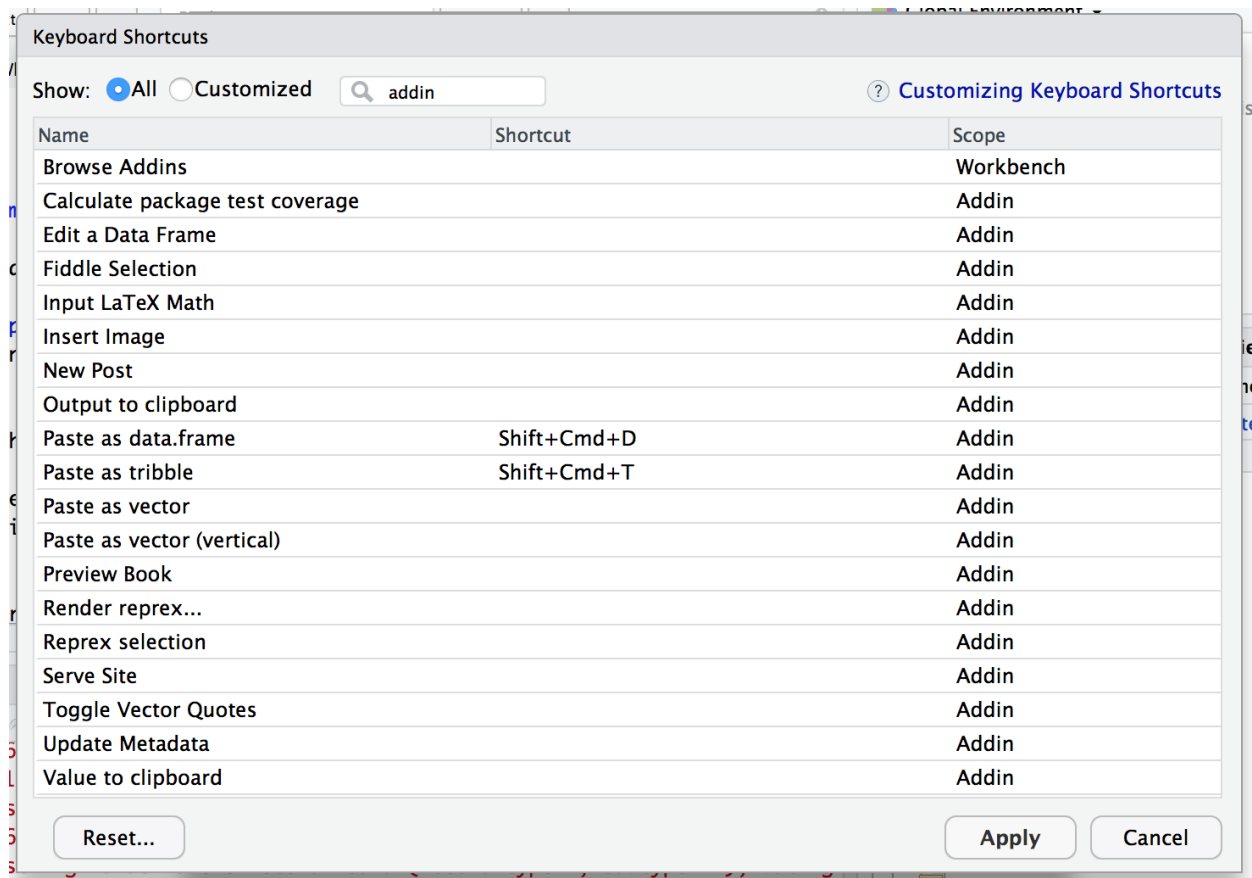 Global Environment
Keyboard Shortcuts
Show: All Customized addin ? Customizing Keyboard Shortcuts
Name Shortcut Scope
Browse Addins Workbench
Calculate package test coverage Addin
Edit a Data Frame Addin
Fiddle Selection Addin
Input LaTeX Math Addin
Insert Image Addin
New Post Addin
Output to clipboard Addin
Paste as data.frame Shift+Cmd+D Addin
Paste as tribble Shift+Cmd+T Addin
Paste as vector Addin
Paste as vector (vertical) Addin
Preview Book Addin
Render reprex... Addin
Reprex selection Addin
Serve Site Addin
Toggle Vector Quotes Addin
Update Metadata Addin
Value to clipboard Addin
Reset... Apply Cancel